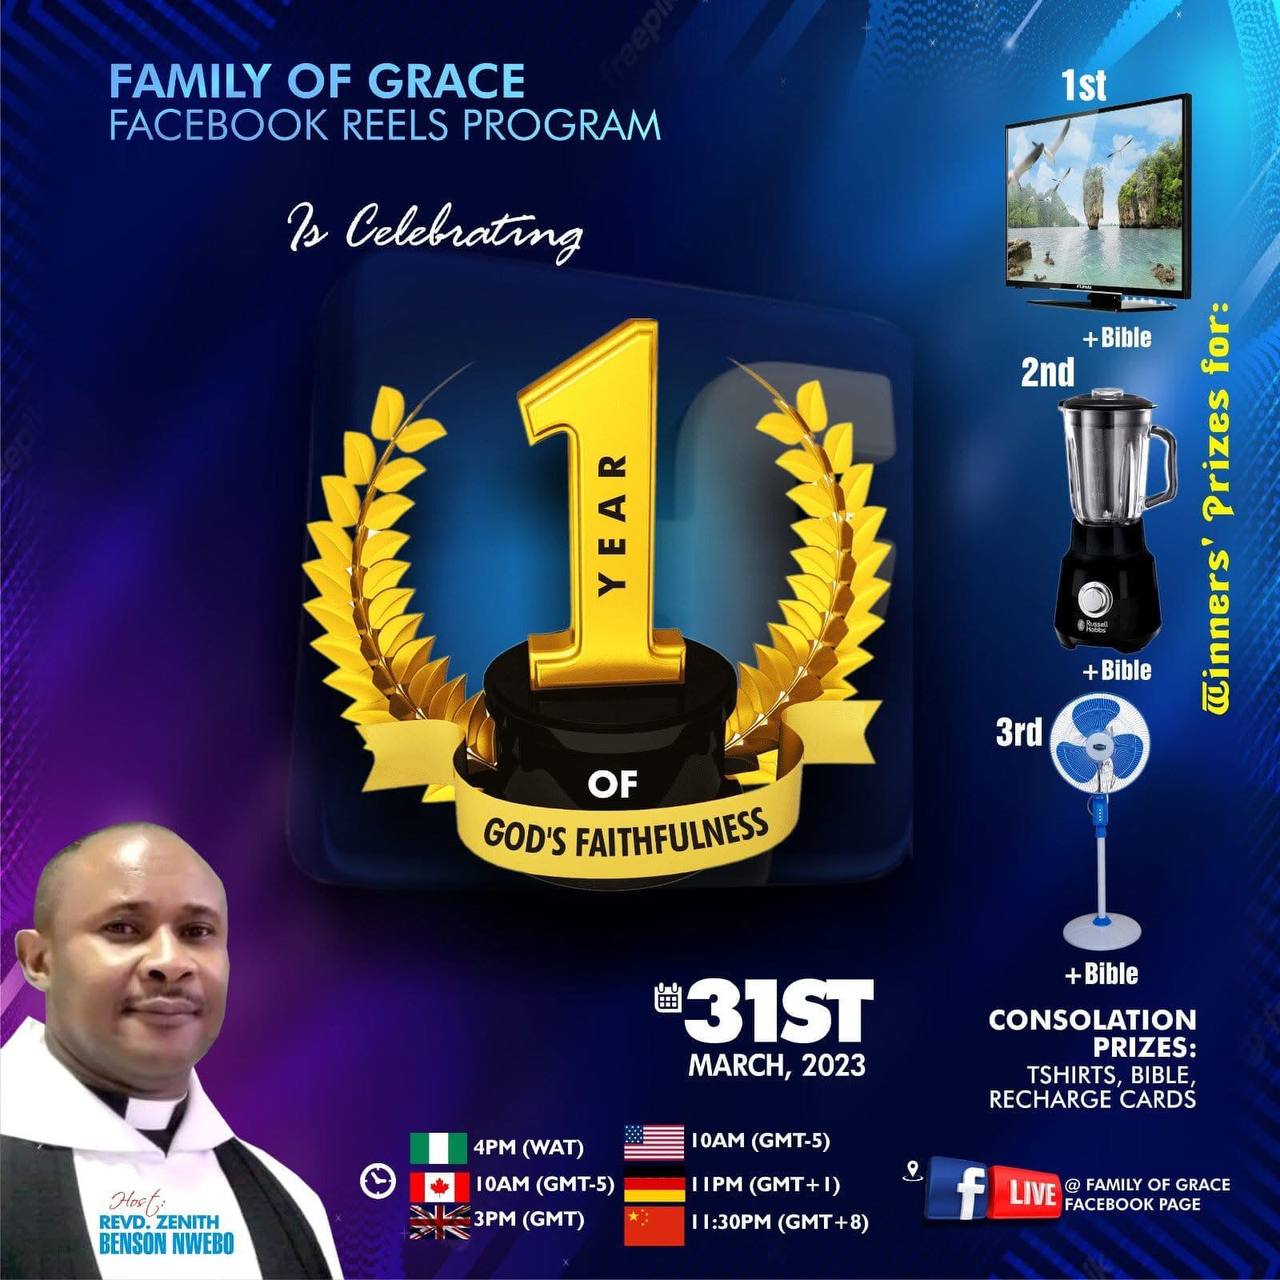 FAMILY OF GRACE
FACEBOOK REELS PROGRAM
Is Celebrating
1
YEAR
OF
GOD'S FAITHFULNESS
Winners' Prizes for:
1st
+Bible
2nd
Russell
Hobbs
+Bible
3rd
+Bible
CONSOLATION
PRIZES:
TSHIRTS, BIBLE,
RECHARGE CARDS
31ST
MARCH, 2023
4PM (WAT)
10AM (GMT-5)
3PM (GMT)
10AM (GMT-5)
11PM (GMT+1)
11:30PM (GMT+8)
f LIVE
@ FAMILY OF GRACE
FACEBOOK PAGE
Host:
REVD. ZENITH
BENSON NWEBO
freepik